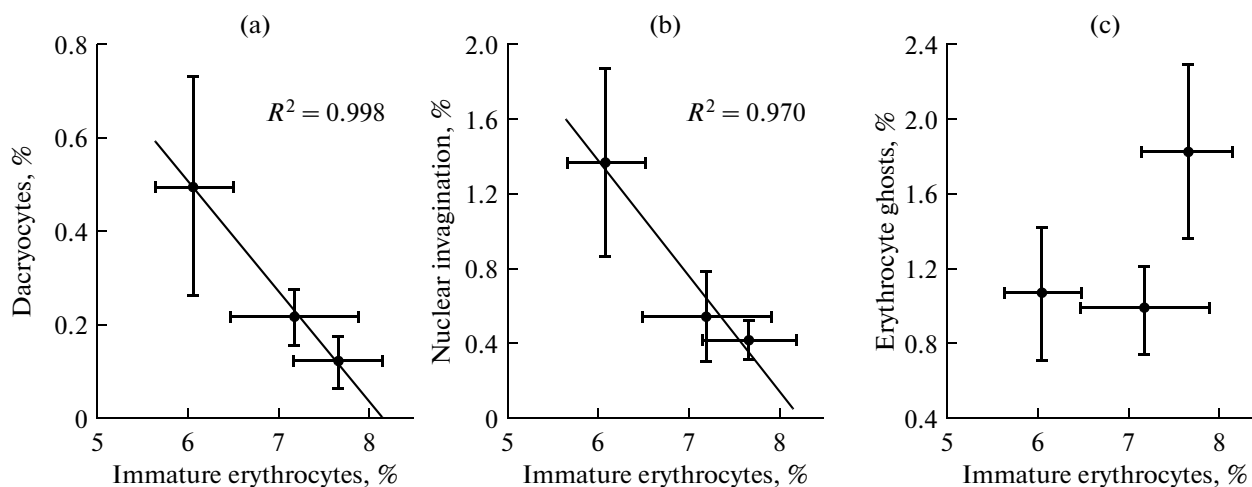 (a)
Dacryocytes, %
0.8
0.6
0.4
0.2
0
R² = 0.998
5 6 7 8
Immature erythrocytes, %
(b)
Nuclear invagination, %
2.0
1.6
1.2
0.8
0.4
0
R² = 0.970
5 6 7 8
Immature erythrocytes, %
(c)
Erythrocyte ghosts, %
2.4
2.0
1.6
1.2
0.8
0.4
5 6 7 8
Immature erythrocytes, %